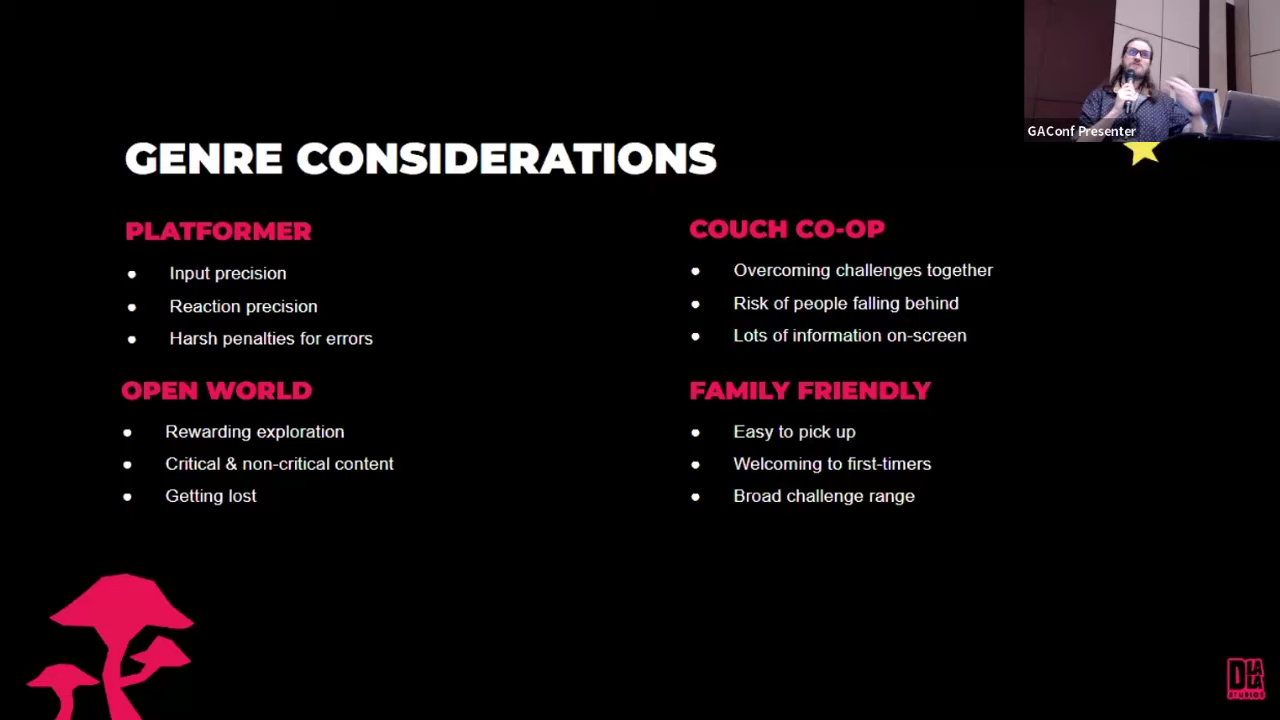 GENRE CONSIDERATIONS
PLATFORMER
Input precision
Reaction precision
Harsh penalties for errors
OPEN WORLD
Rewarding exploration
Critical & non-critical content
Getting lost
COUCH CO-OP
Overcoming challenges together
Risk of people falling behind
Lots of information on-screen
FAMILY FRIENDLY
Easy to pick up
Welcoming to first-timers
Broad challenge range
GAConf Presenter
DLALA
STUDIOS